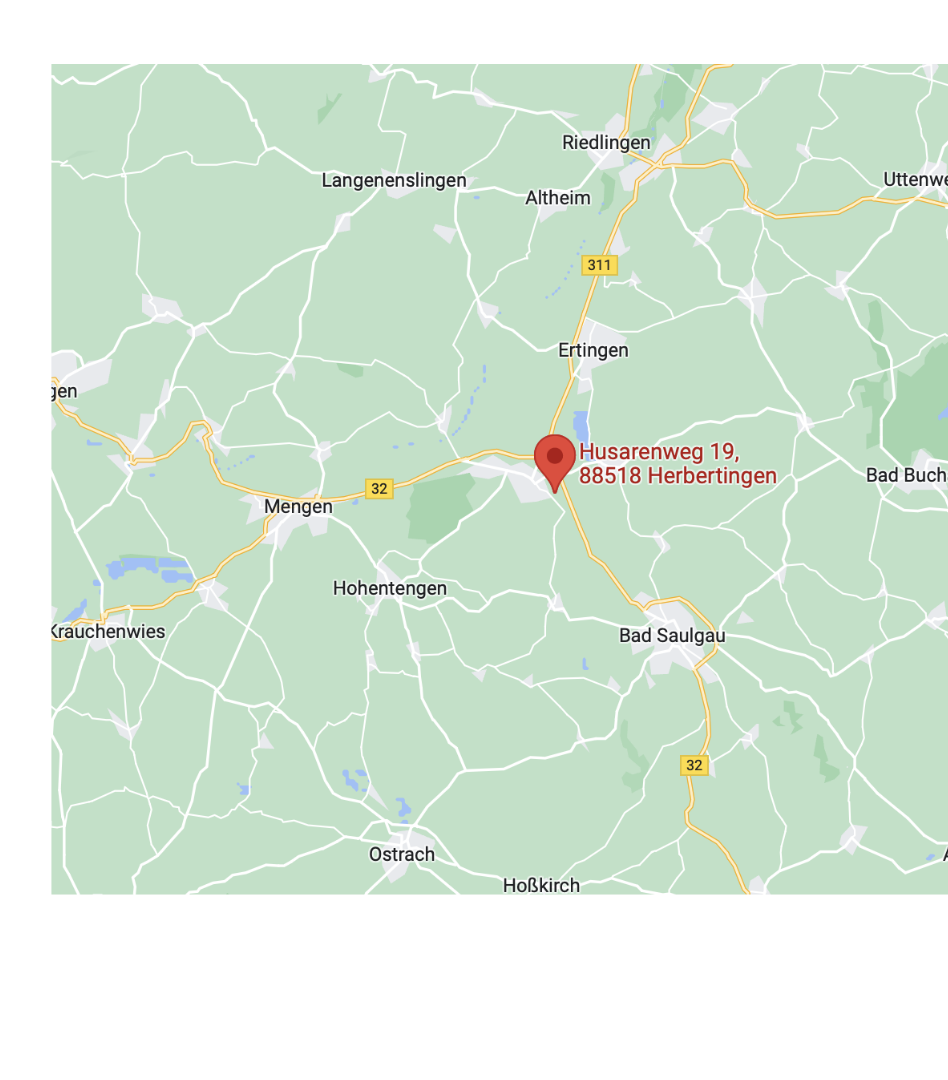 Riedlingen
Langenenslingen
Uttenwe
Altheim
311
Ertingen
gen
Husarenweg 19,
88518 Herbertingen
Bad Buch
32
Mengen
Hohentengen
Krauchenwies
Bad Saulgau
32
Ostrach
A
Hoßkirch